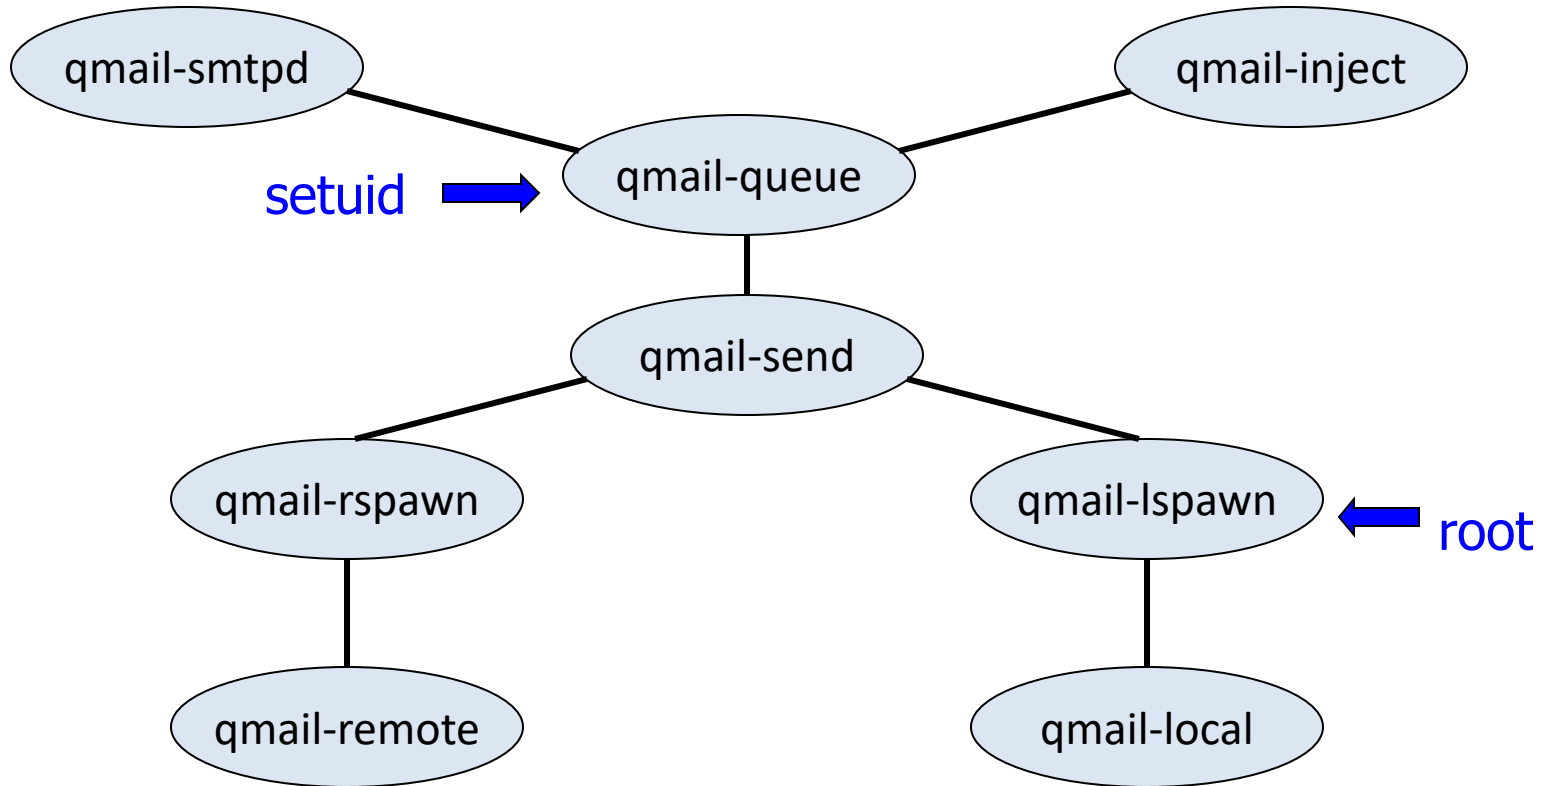 qmail-smtpd
qmail-inject
qmail-queue
setuid
qmail-send
qmail-rspawn
qmail-lspawn
root
qmail-remote
qmail-local